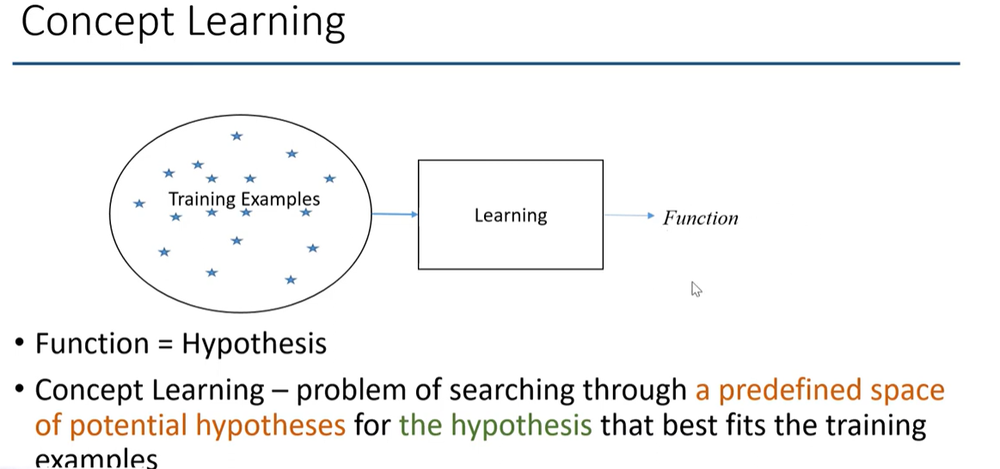 Concept Learning
Training Examples
Learning
Function
• Function = Hypothesis
• Concept Learning – problem of searching through a predefined space
of potential hypotheses for the hypothesis that best fits the training
examples